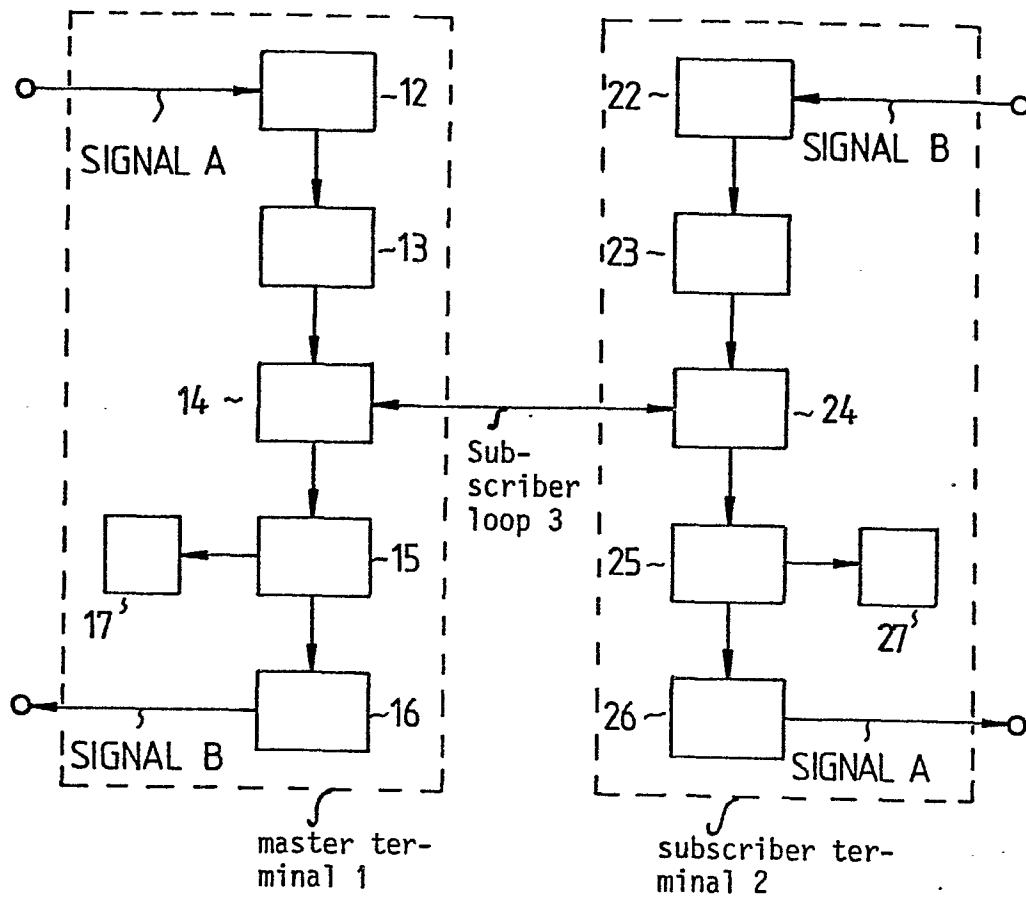 12
22
SIGNAL A
SIGNAL B
13
23
14
24
Sub-
scriber
loop 3
15
25
17
27
16
26
SIGNAL B
SIGNAL A
master ter-
minal 1
subscriber ter-
minal 2